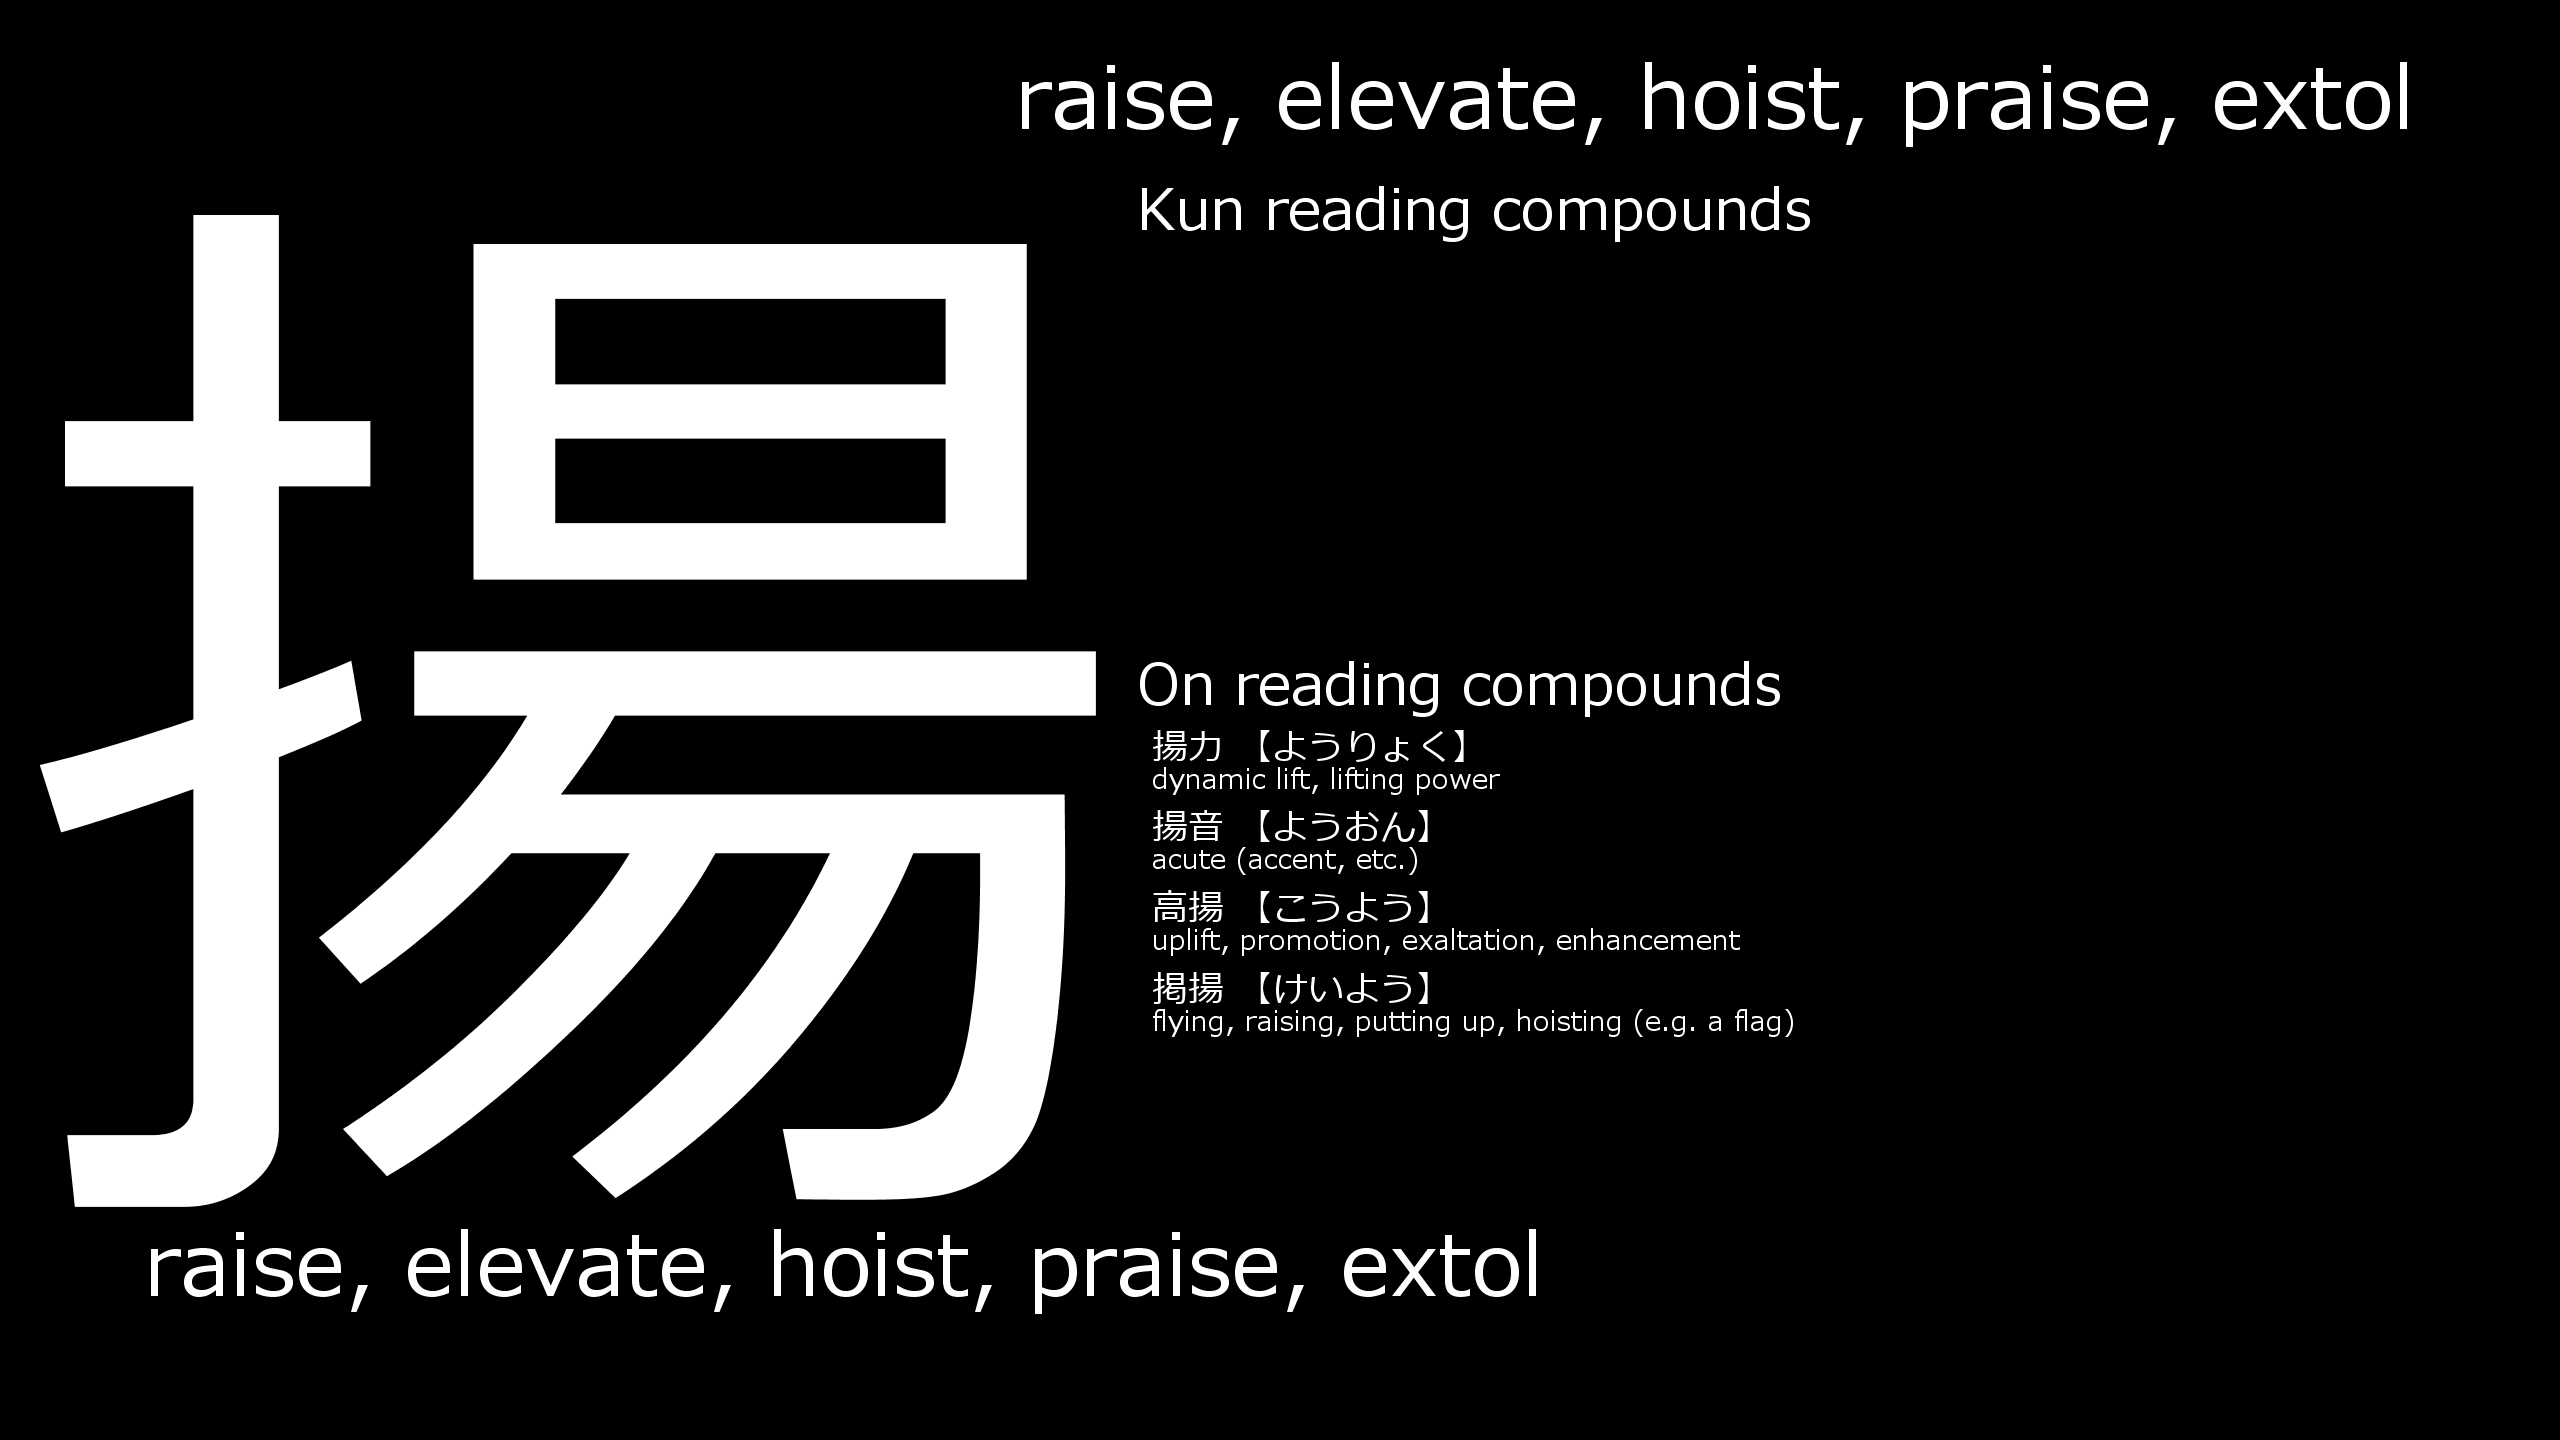 raise, elevate, hoist, praise, extol
Kun reading compounds
揚
On reading compounds
揚力 【ようりょく】
dynamic lift, lifting power
揚音 【ようおん】
acute (accent, etc.)
高揚 【こうよう】
uplift, promotion, exaltation, enhancement
掲揚 【けいよう】
flying, raising, putting up, hoisting (e.g. a flag)
raise, elevate, hoist, praise, extol